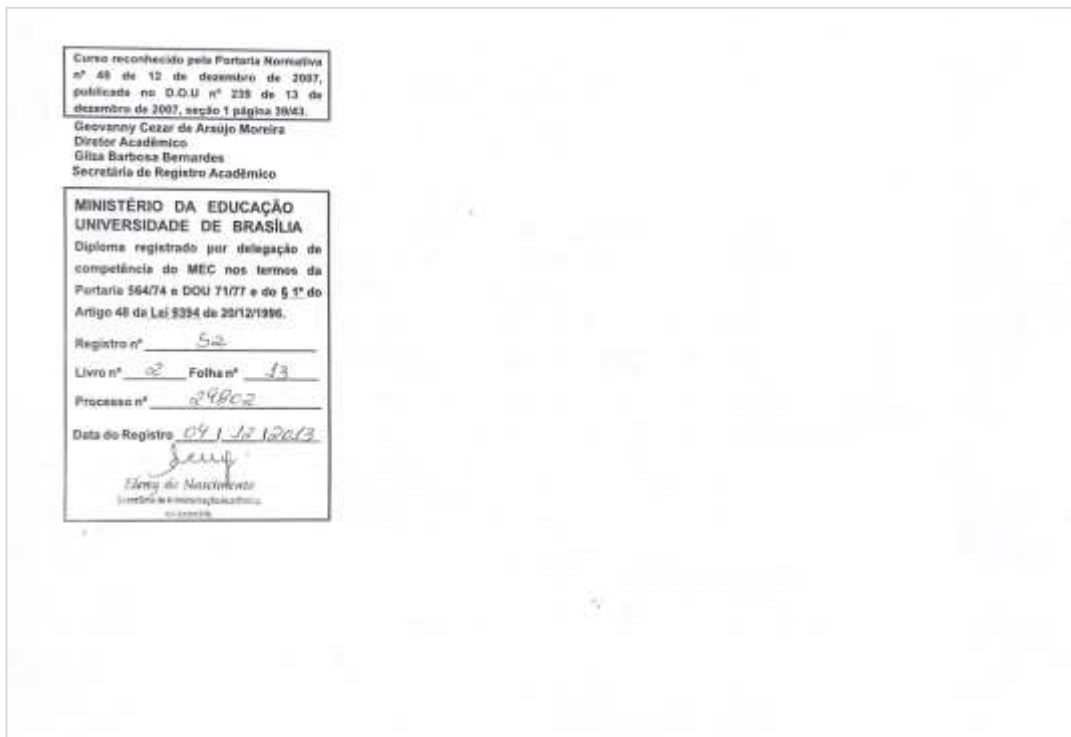 Curso reconhecido pela Portaria Normativa
nº 48 de 12 de dezembro de 2007,
publicada no D.O.U nº 239 de 13 de
dezembro de 2007, seção 1 página 39/43.
Geovanny Cezar de Araújo Moreira
Diretor Acadêmico
Gilza Barbosa Bernardes
Secretária de Registro Acadêmico
MINISTÉRIO DA EDUCAÇÃO
UNIVERSIDADE DE BRASÍLIA
Diploma registrado por delegação de
competência do MEC nos termos da
Portaria 564/74 e DOU 71/77 e do § 1º do
Artigo 48 da Lei 9394 de 20/12/1996.
Registro nº 52
Livro nº 2 Folha nº 13
Processo nº 29802
Data do Registro 04 / 12 / 2013
do Nascimento